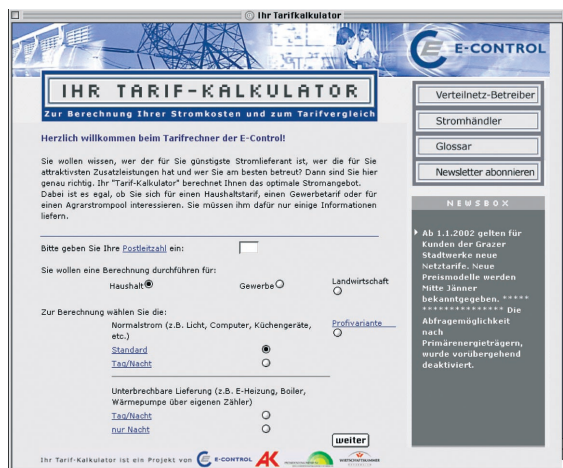 Ihr Tarifkalkulator
E-CONTROL
IHR TARIF-KALKULATOR
Zur Berechnung Ihrer Stromkosten und zum Tarifvergleich
Herzlich willkommen beim Tarifrechner der E-Control!
Sie wollen wissen, wer der für Sie günstigste Stromlieferant ist, wer die für Sie
attraktivsten Zusatzleistungen hat und wer Sie am besten betreut? Dann sind Sie hier
genau richtig. Ihr "Tarif-Kalkulator" berechnet Ihnen das optimale Stromangebot.
Dabei ist es egal, ob Sie sich für einen Haushaltstarif, einen Gewerbetarif oder für
einen Agrarstrompool interessieren. Sie müssen ihm dafür nur einige Informationen
liefern.
Bitte geben Sie Ihre Postleitzahl ein:
Sie wollen eine Berechnung durchführen für:
Haushalt
Gewerbe
Landwirtschaft
Zur Berechnung wählen Sie die:
Normalstrom (z.B. Licht, Computer, Küchengeräte,
etc.)
Profivariante
Standard
Tag/Nacht
Unterbrechbare Lieferung (z.B. E-Heizung, Boiler,
Wärmepumpe über eigenen Zähler)
Tag/Nacht
nur Nacht
weiter
Ihr Tarif-Kalkulator ist ein Projekt von E-CONTROL AK
Verteilnetz-Betreiber
Stromhändler
Glossar
Newsletter abonnieren
NEWSBOX
Ab 1.1.2002 gelten für
Kunden der Grazer
Stadtwerke neue
Netztarife. Neue
Preismodelle werden
Mitte Jänner
bekanntgegeben. *****
*************** Die
Abfragemöglichkeit
nach
Primärenergieträgern,
wurde vorübergehend
deaktiviert.